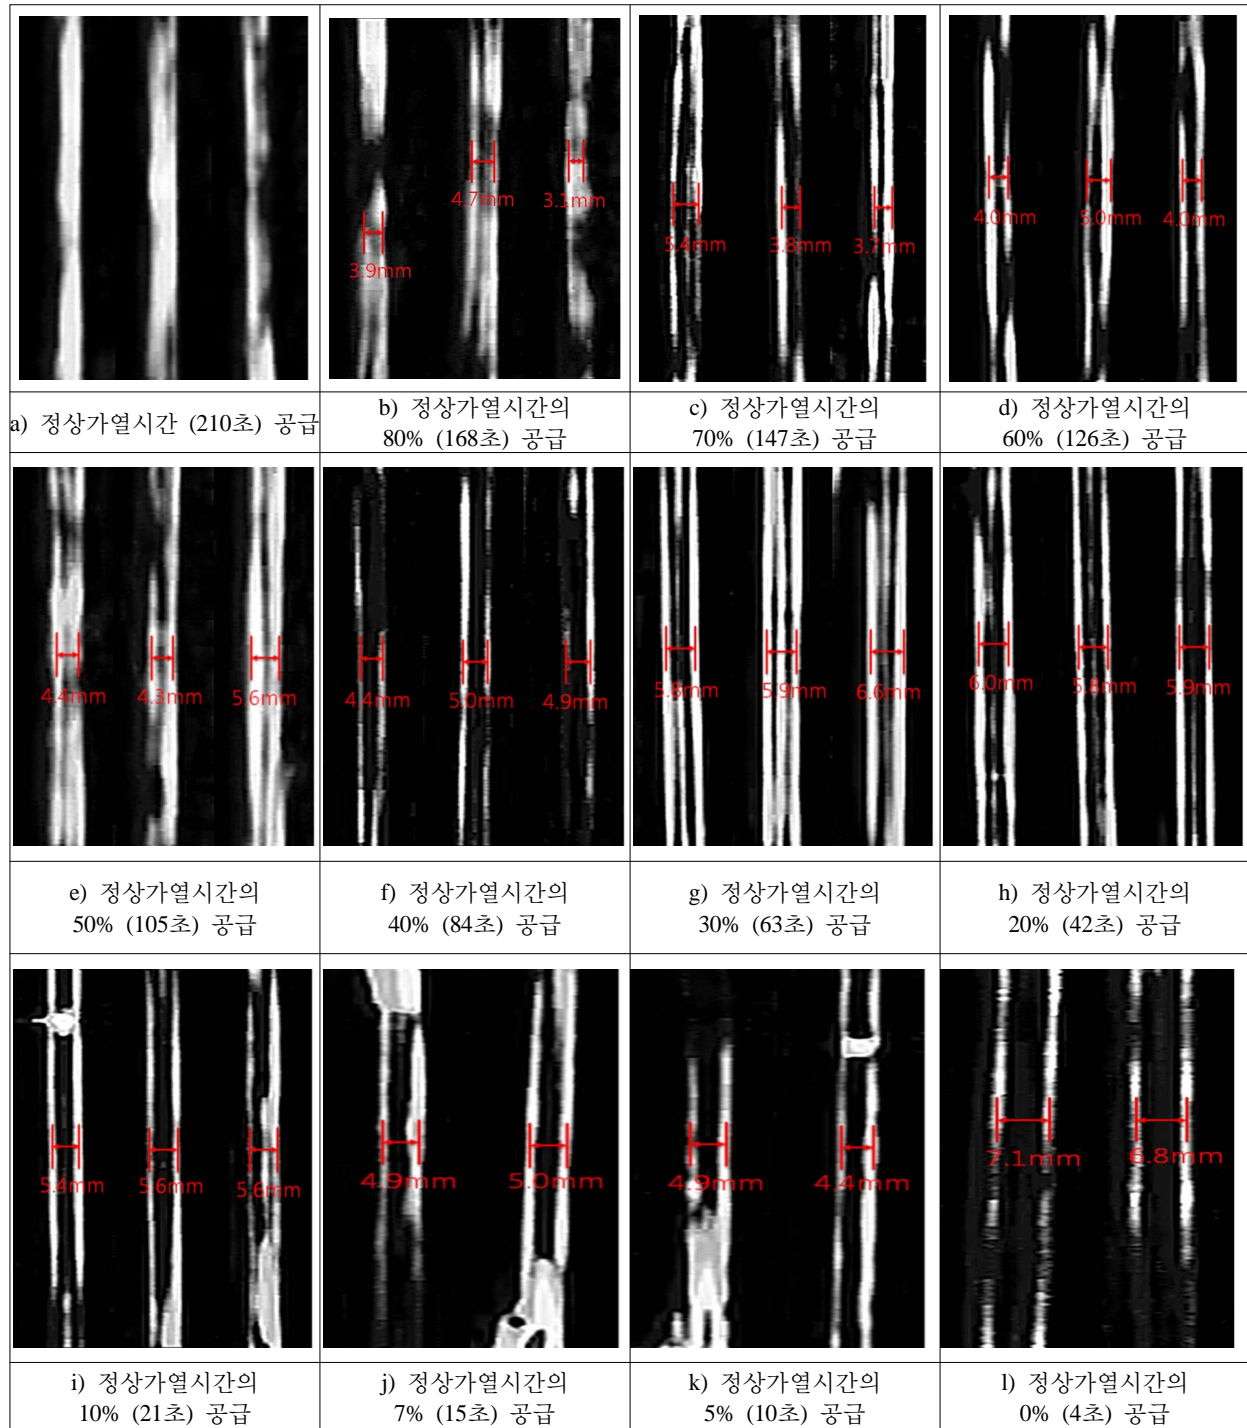 4.7mm
3.1mm
3.9mm
5.4mm
3.8mm
3.7mm
4.0mm
5.0mm
4.0mm
a) 정상가열시간 (210초) 공급
b) 정상가열시간의
80% (168초) 공급
c) 정상가열시간의
70% (147초) 공급
d) 정상가열시간의
60% (126초) 공급
4.4mm
4.3mm
5.6mm
4.4mm
5.0mm
4.9mm
5.8mm
5.9mm
6.6mm
6.0mm
5.8mm
5.9mm
e) 정상가열시간의
50% (105초) 공급
f) 정상가열시간의
40% (84초) 공급
g) 정상가열시간의
30% (63초) 공급
h) 정상가열시간의
20% (42초) 공급
5.4mm
5.6mm
5.6mm
4.9mm
5.0mm
4.9mm
4.4mm
7.1mm
6.8mm
i) 정상가열시간의
10% (21초) 공급
j) 정상가열시간의
7% (15초) 공급
k) 정상가열시간의
5% (10초) 공급
l) 정상가열시간의
0% (4초) 공급